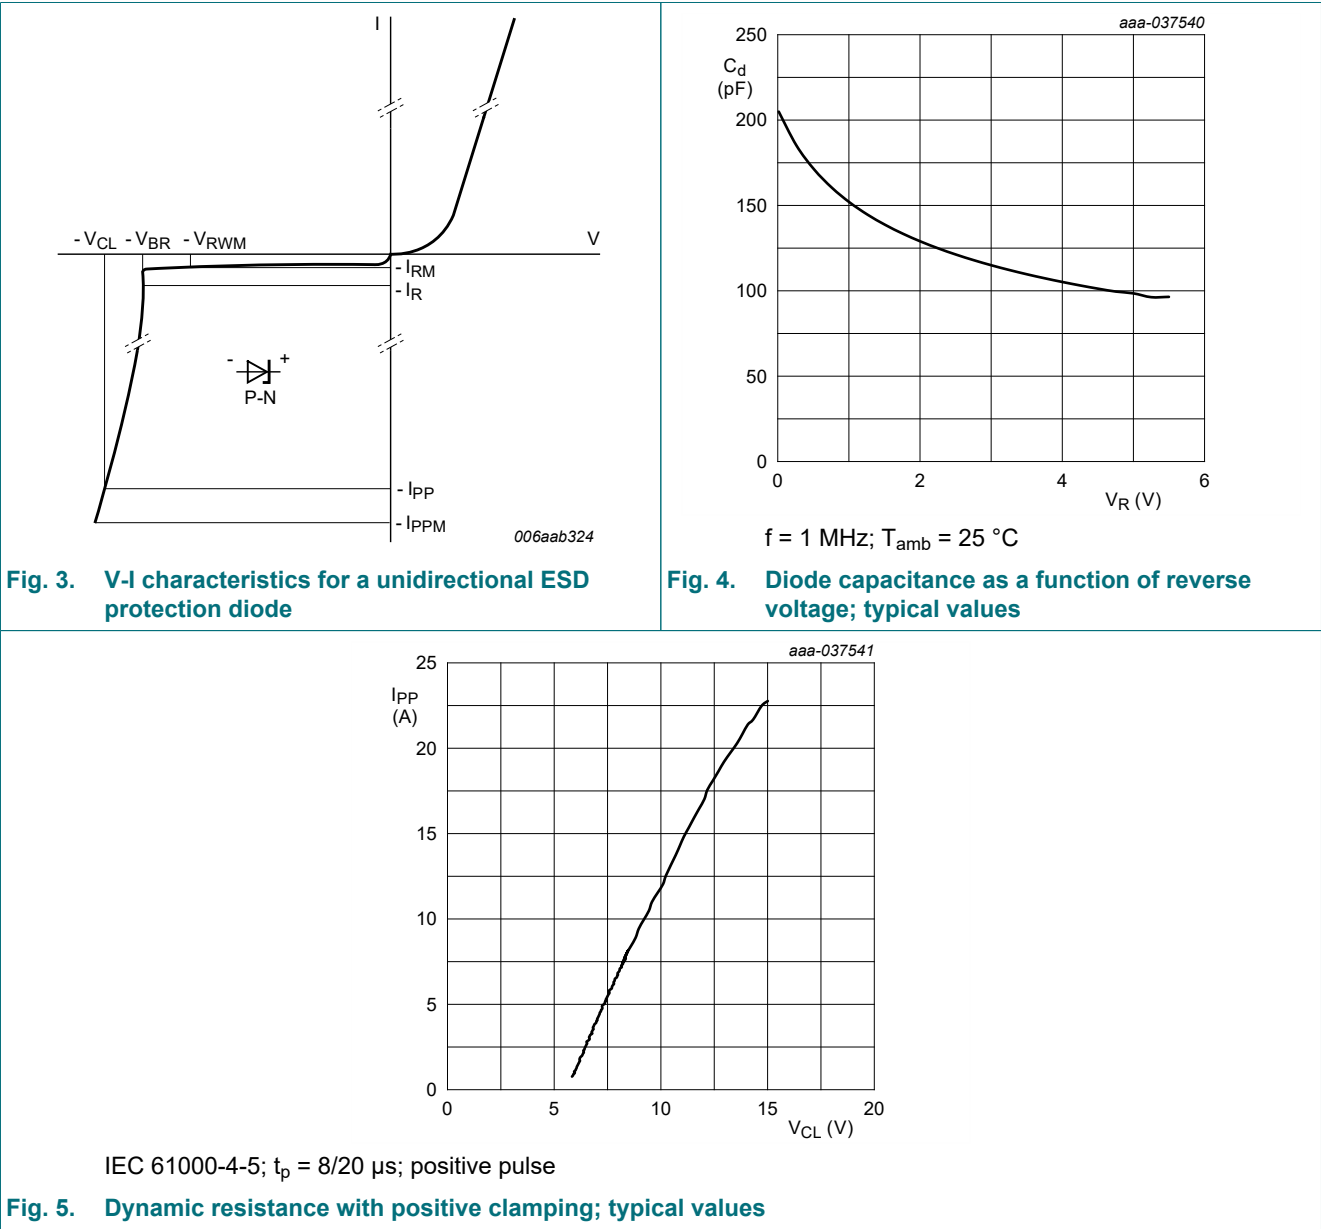 I
- VCL - VBR - VRWM V
- IRM
- IR
- +
P-N
- IPP
- IPPM
006aab324
Fig. 3. V-I characteristics for a unidirectional ESD
protection diode
aaa-037540
250
Cd
(pF)
200
150
100
50
0
0 2 4 6
VR (V)
f = 1 MHz; Tamb = 25 °C
Fig. 4. Diode capacitance as a function of reverse
voltage; typical values
aaa-037541
25
IPP
(A)
20
15
10
5
0
0 5 10 15 20
VCL (V)
IEC 61000-4-5; tp = 8/20 µs; positive pulse
Fig. 5. Dynamic resistance with positive clamping; typical values